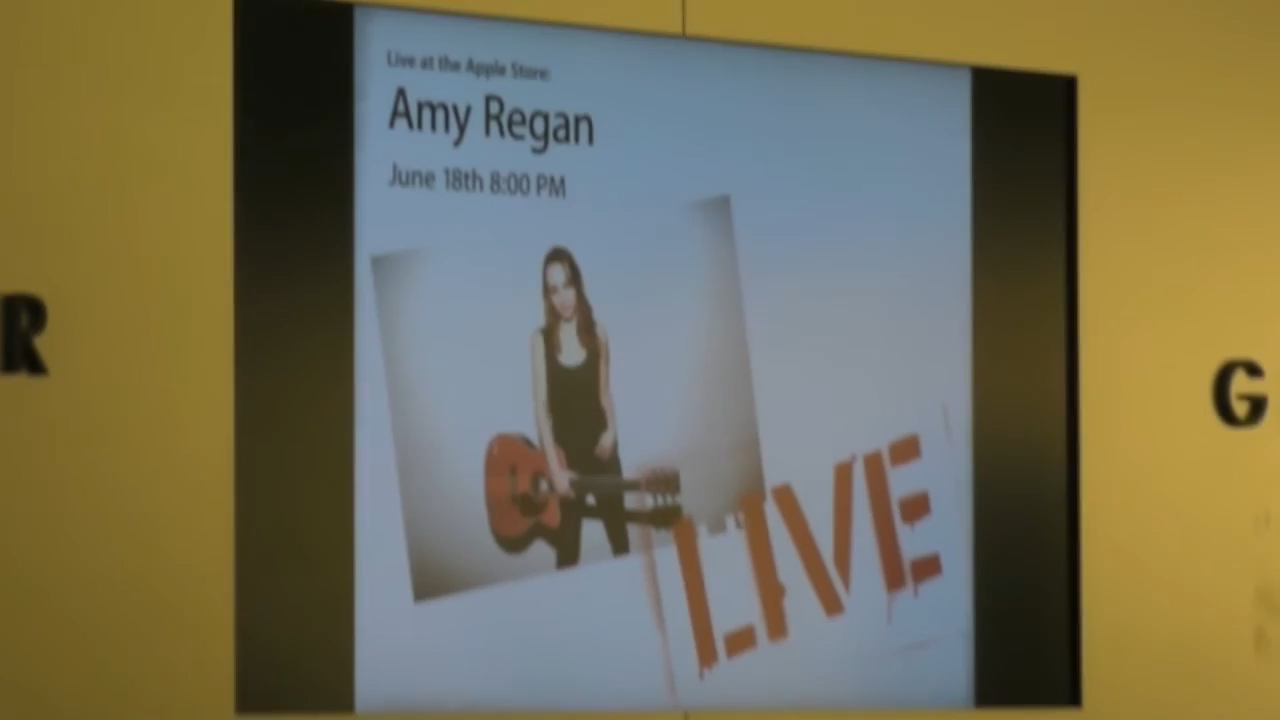 Live at the Apple Store:
Amy Regan
June 18th 8:00 PM
R
G
LIVE